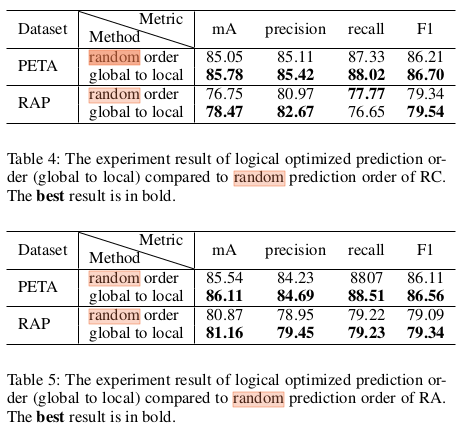 Dataset Metric Method mA precision recall F1
PETA random order 85.05 85.11 87.33 86.21
global to local 85.78 85.42 88.02 86.70
RAP random order 76.75 80.97 77.77 79.34
global to local 78.47 82.67 76.65 79.54
Table 4: The experiment result of logical optimized prediction or-
der (global to local) compared to random prediction order of RC.
The best result is in bold.
Dataset Metric Method mA precision recall F1
PETA random order 85.54 84.23 8807 86.11
global to local 86.11 84.69 88.51 86.56
RAP random order 80.87 78.95 79.22 79.09
global to local 81.16 79.45 79.23 79.34
Table 5: The experiment result of logical optimized prediction or-
der (global to local) compared to random prediction order of RA.
The best result is in bold.